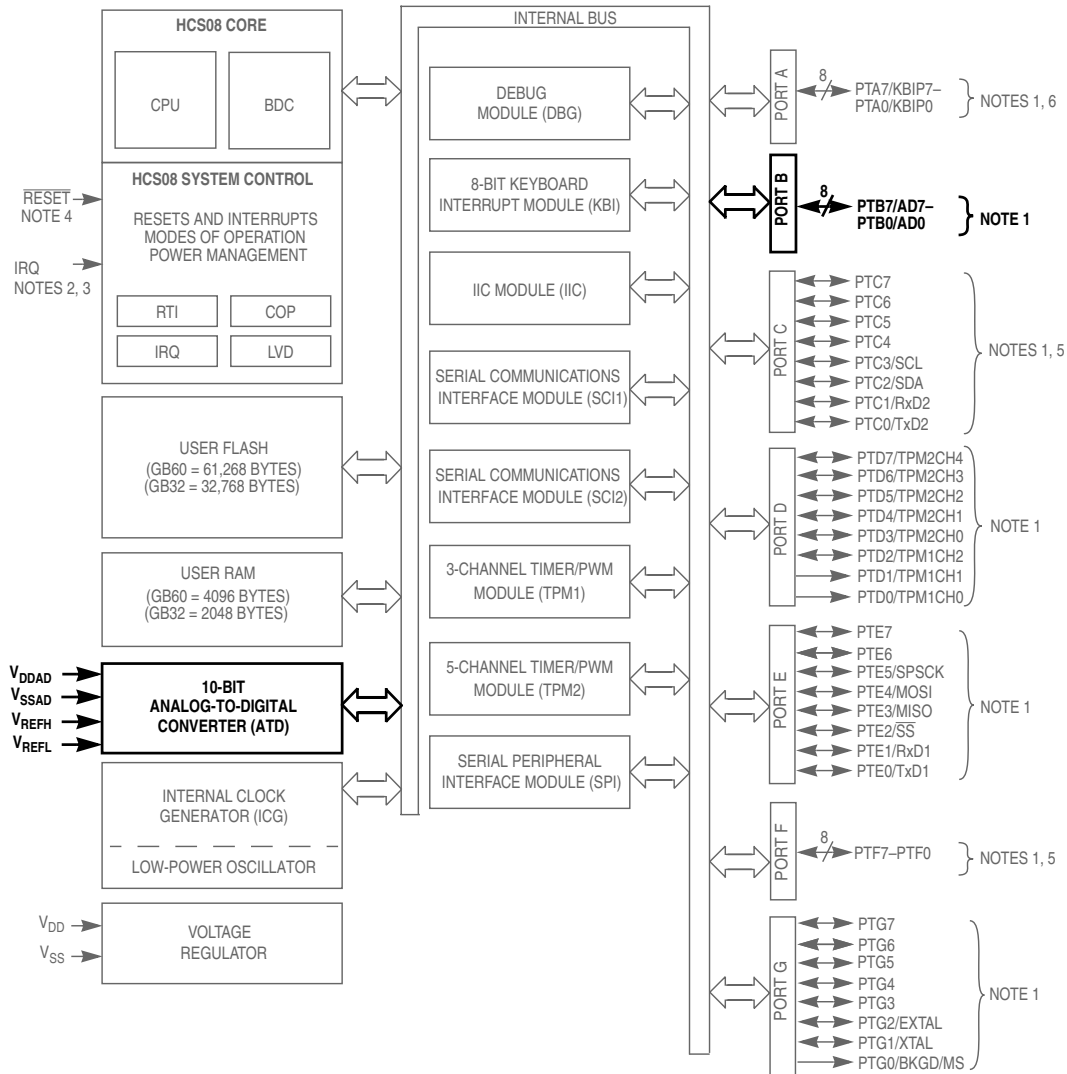 INTERNAL BUS
HCS08 CORE
CPU
BDC
HCS08 SYSTEM CONTROL
RESETS AND INTERRUPTS
MODES OF OPERATION
POWER MANAGEMENT
RTI
COP
IRQ
LVD
RESET
NOTE 4
IRQ
NOTES 2, 3
USER FLASH
(GB60 = 61,268 BYTES)
(GB32 = 32,768 BYTES)
USER RAM
(GB60 = 4096 BYTES)
(GB32 = 2048 BYTES)
VDDAD
VSSAD
VREFH
VREFL
10-BIT
ANALOG-TO-DIGITAL
CONVERTER (ATD)
INTERNAL CLOCK
GENERATOR (ICG)
LOW-POWER OSCILLATOR
VDD
VSS
VOLTAGE
REGULATOR
DEBUG
MODULE (DBG)
8-BIT KEYBOARD
INTERRUPT MODULE (KBI)
IIC MODULE (IIC)
SERIAL COMMUNICATIONS
INTERFACE MODULE (SCI1)
SERIAL COMMUNICATIONS
INTERFACE MODULE (SCI2)
3-CHANNEL TIMER/PWM
MODULE (TPM1)
5-CHANNEL TIMER/PWM
MODULE (TPM2)
SERIAL PERIPHERAL
INTERFACE MODULE (SPI)
PORT A
8
PTA7/KBIP7–
PTA0/KBIP0
NOTES 1, 6
PORT B
8
PTB7/AD7–
PTB0/AD0
NOTE 1
PORT C
PTC7
PTC6
PTC5
PTC4
PTC3/SCL
PTC2/SDA
PTC1/RxD2
PTC0/TxD2
NOTES 1, 5
PORT D
PTD7/TPM2CH4
PTD6/TPM2CH3
PTD5/TPM2CH2
PTD4/TPM2CH1
PTD3/TPM2CH0
PTD2/TPM1CH2
PTD1/TPM1CH1
PTD0/TPM1CH0
NOTE 1
PORT E
PTE7
PTE6
PTE5/SPSCK
PTE4/MOSI
PTE3/MISO
PTE2/SS
PTE1/RxD1
PTE0/TxD1
NOTE 1
PORT F
8
PTF7–PTF0
NOTES 1, 5
PORT G
PTG7
PTG6
PTG5
PTG4
PTG3
PTG2/EXTAL
PTG1/XTAL
PTG0/BKGD/MS
NOTE 1